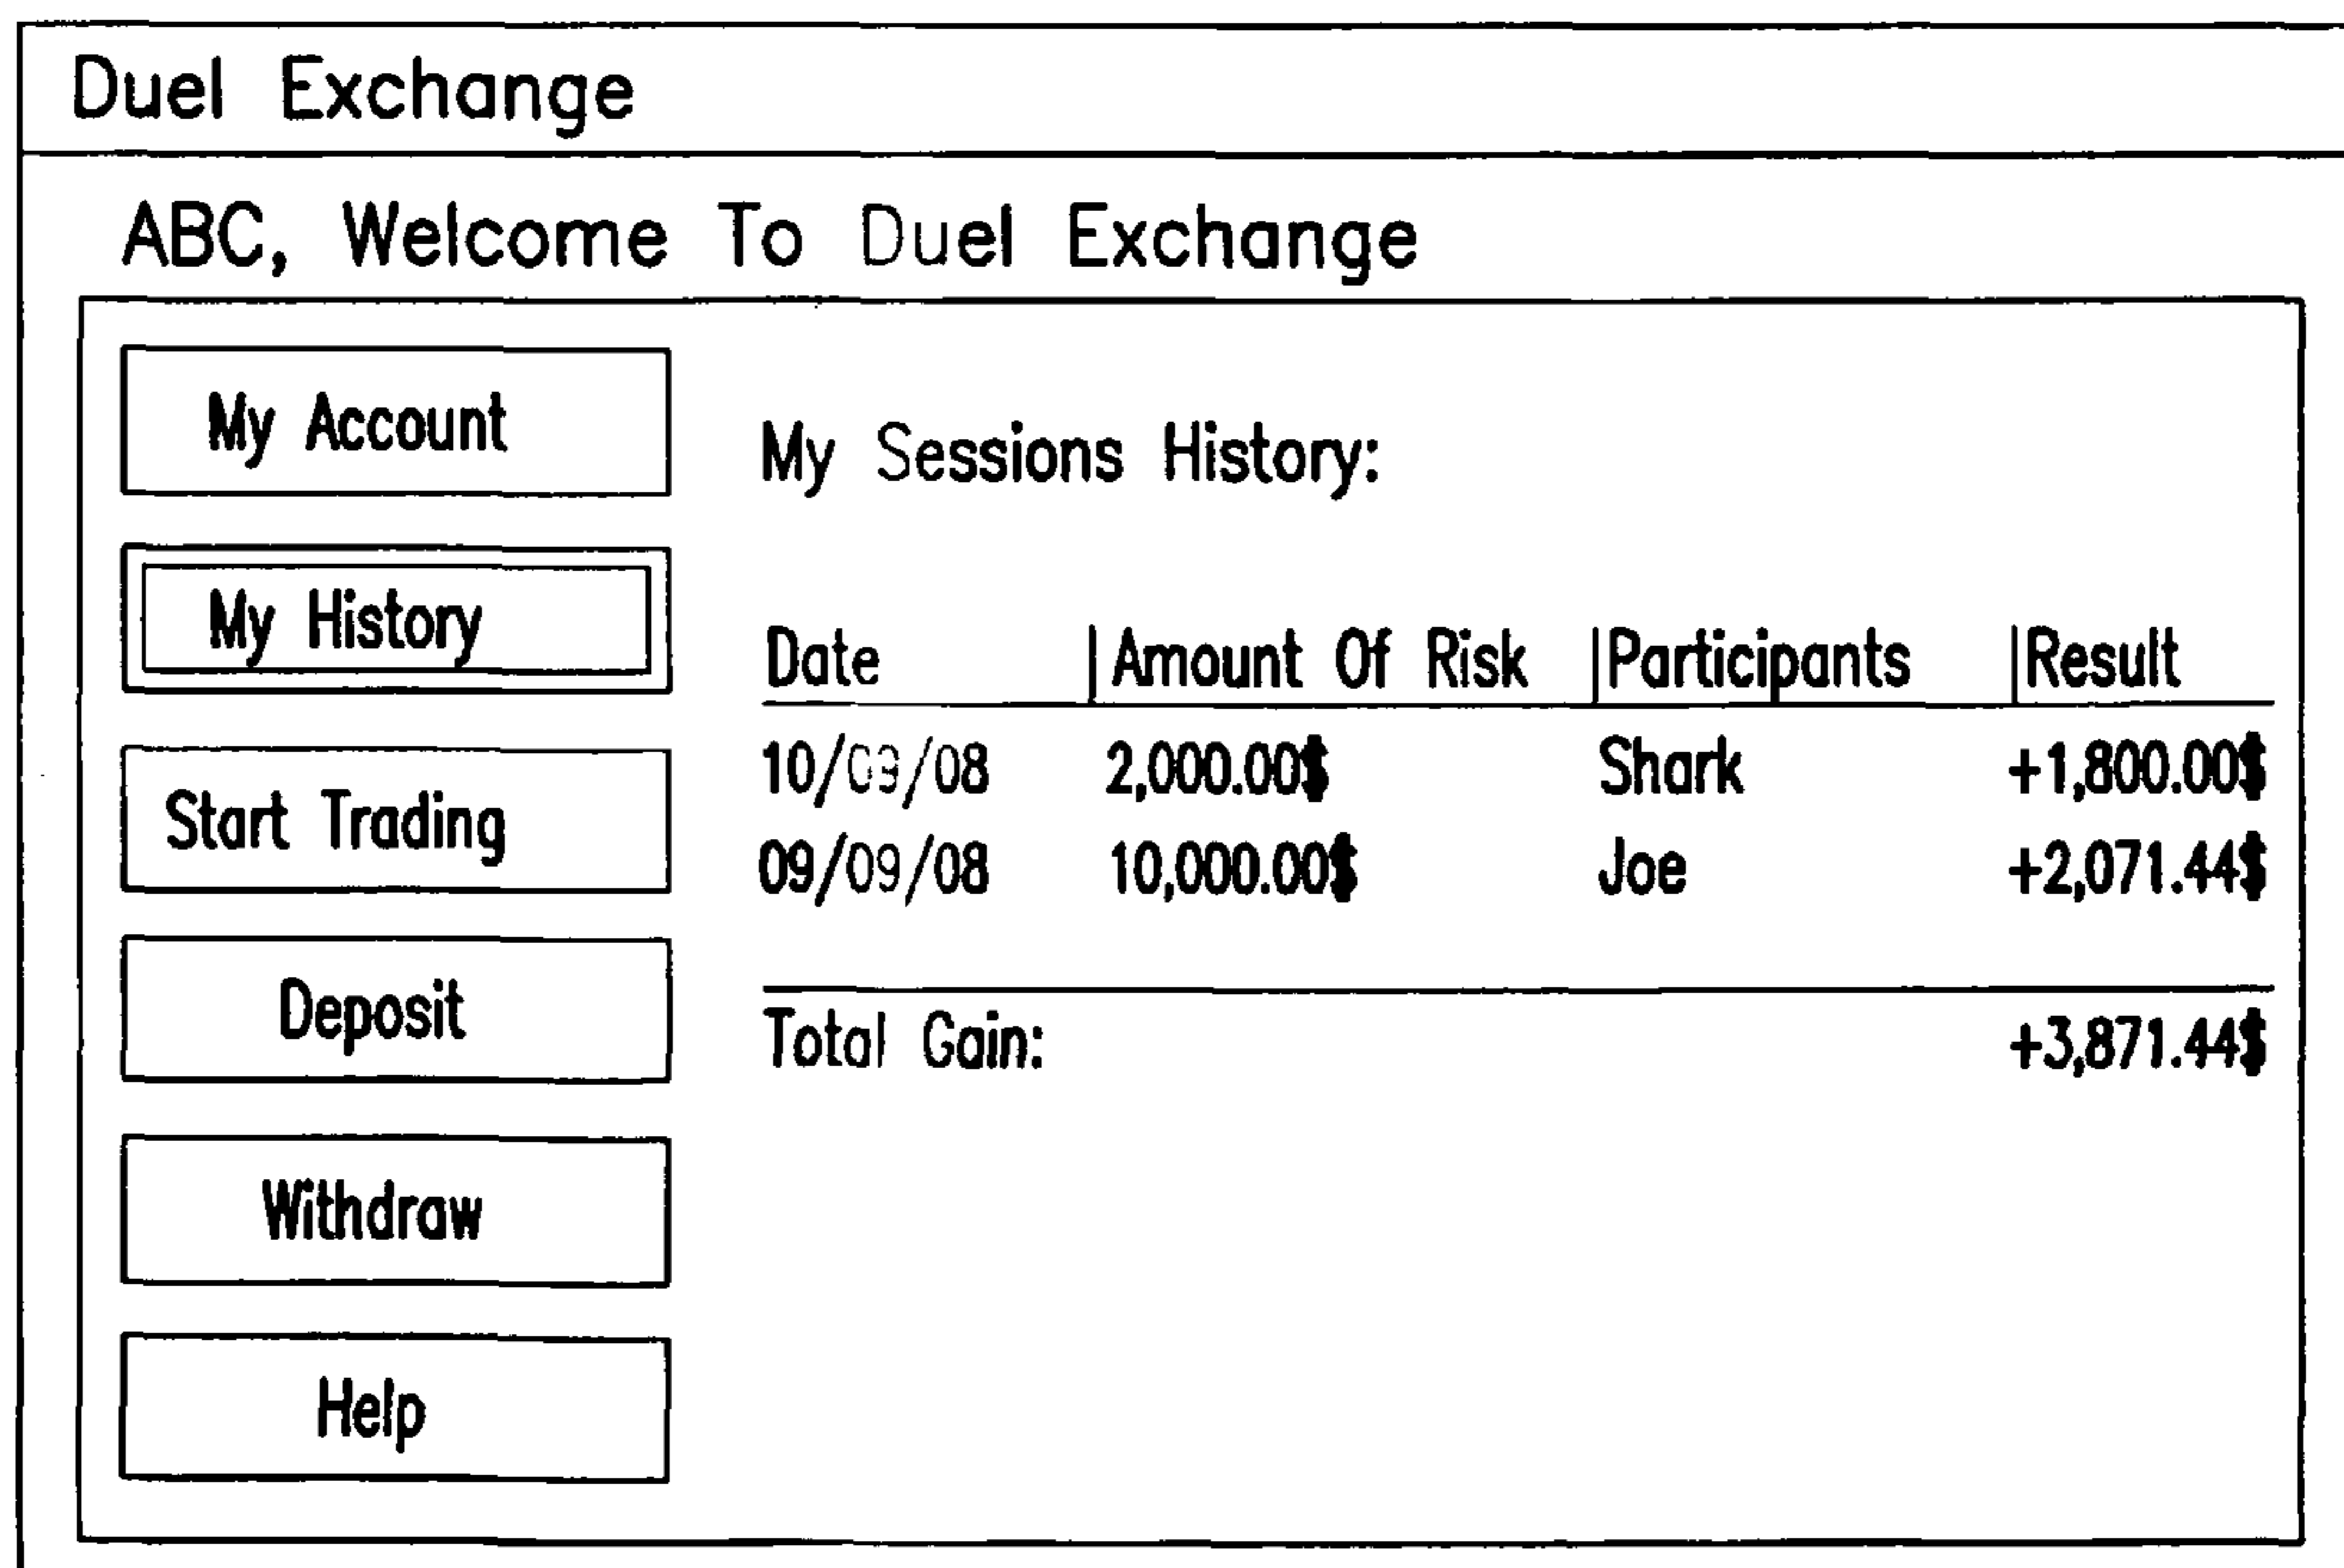 Duel Exchange
ABC, Welcome To Duel Exchange
My Account
My History
Start Trading
Deposit
Withdraw
Help
My Sessions History:
Date |Amount Of Risk |Participants |Result
10/09/08 2,000.00$ Shark +1,800.00$
09/09/08 10,000.00$ Joe +2,071.44$
Total Gain: +3,871.44$